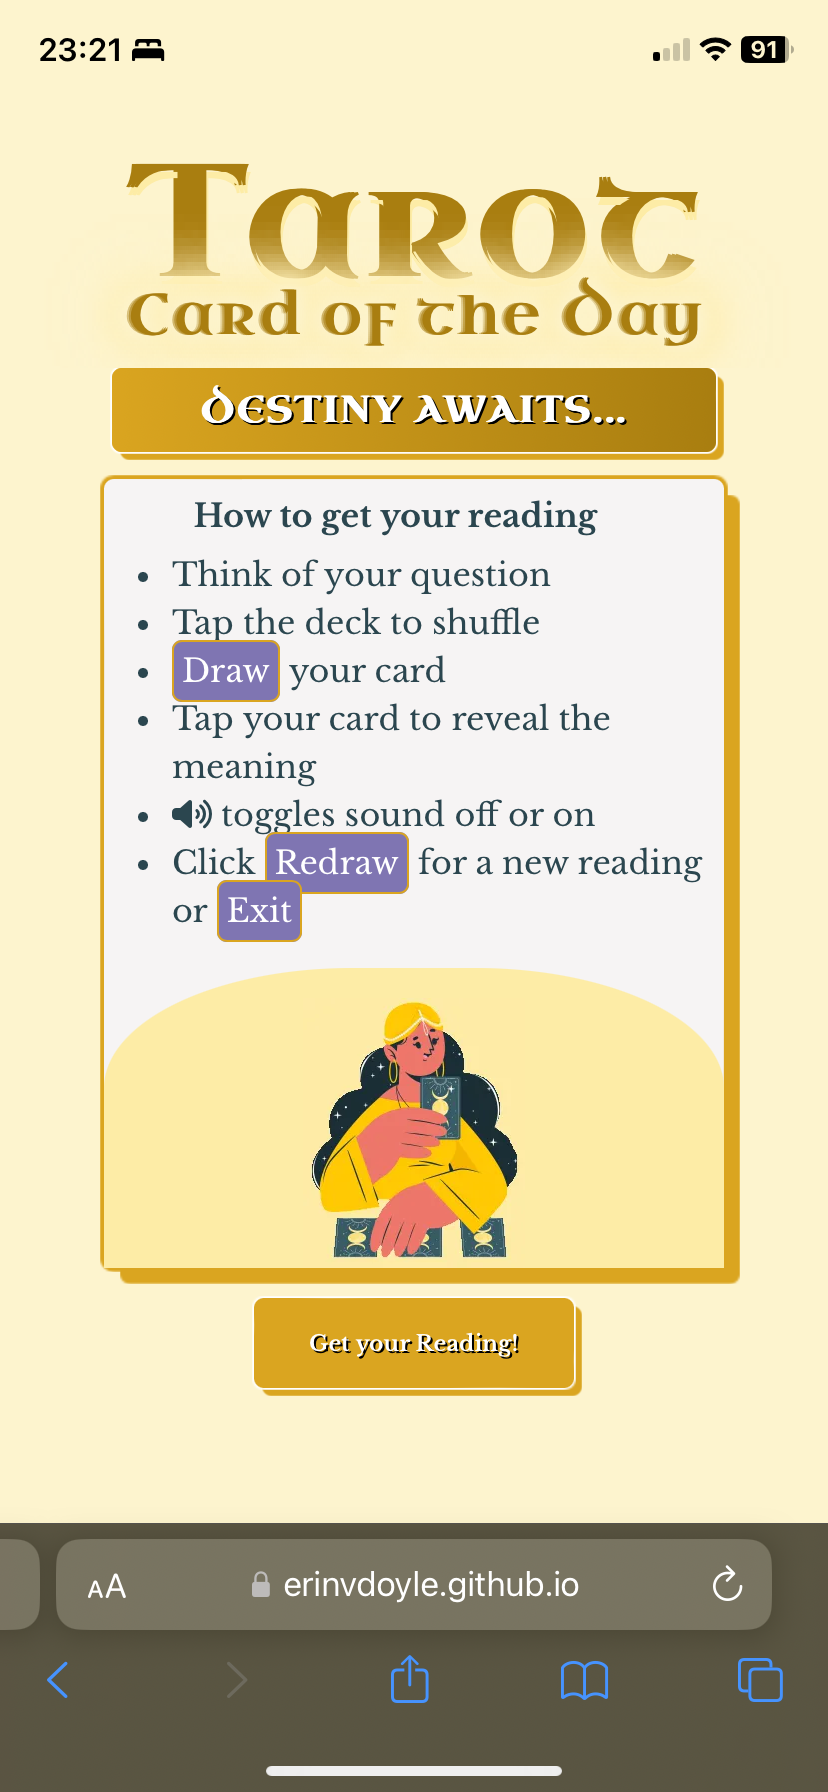 23:21
91
Tarot
Card of the Day
Destiny Awaits...
How to get your reading
• Think of your question
• Tap the deck to shuffle
• Draw your card
• Tap your card to reveal the
meaning
• toggles sound off or on
• Click Redraw for a new reading
or Exit
Get your Reading!
AA
erinvdoyle.github.io